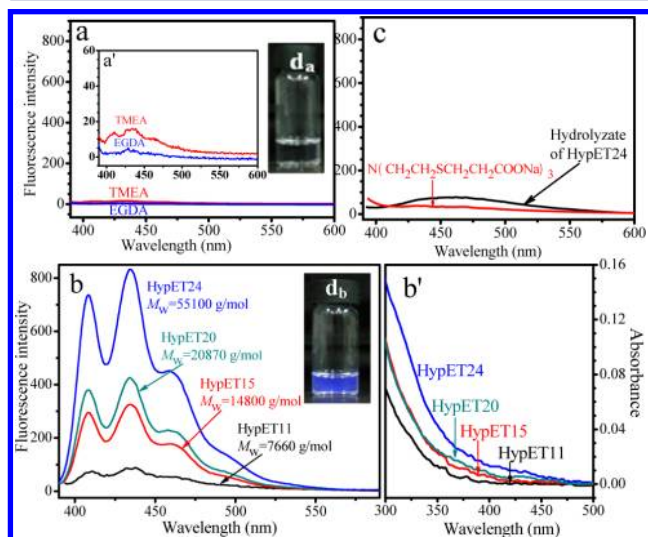 a
a'
60
40
20
0
400 450 500 550 600
TMEA
EGDA
d_a
Fluorescence intensity
800
600
400
200
0
TMEA
EGDA
400 450 500 550 600
Wavelength (nm)
c
800
600
400
200
0
Hydrolyzate
of HypET24
N( CH₂CH₂SCH₂CH₂COONa)₃
400 450 500 550 600
Wavelength (nm)
b
Fluorescence intensity
800
600
400
200
0
HypET24
M_W=55100 g/mol
HypET20
M_W=20870 g/mol
HypET15
M_W=14800 g/mol
HypET11
M_W=7660 g/mol
d_b
400 450 500 550
Wavelength (nm)
b'
HypET24
HypET20
HypET15
HypET11
0.16
0.12
0.08
0.04
0.00
Absorbance
300 350 400 450 500
Wavelength (nm)